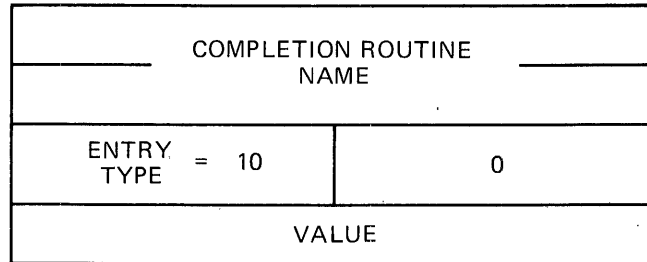 COMPLETION ROUTINE
NAME
ENTRY
TYPE = 10
0
VALUE